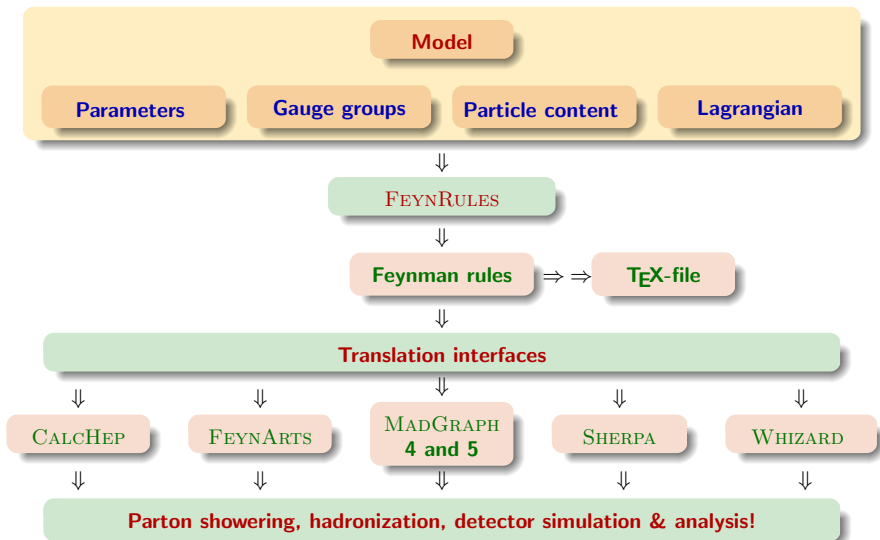 Model
Parameters Gauge groups Particle content Lagrangian
⇓
FEYNRULES
⇓
Feynman rules ⇒ ⇒ TEX-file
⇓
Translation interfaces
⇓ ⇓ ⇓ ⇓ ⇓
CALCHEP FEYNARTS MADGRAPH SHERPA WHIZARD
4 and 5
⇓ ⇓ ⇓ ⇓ ⇓
Parton showering, hadronization, detector simulation & analysis!